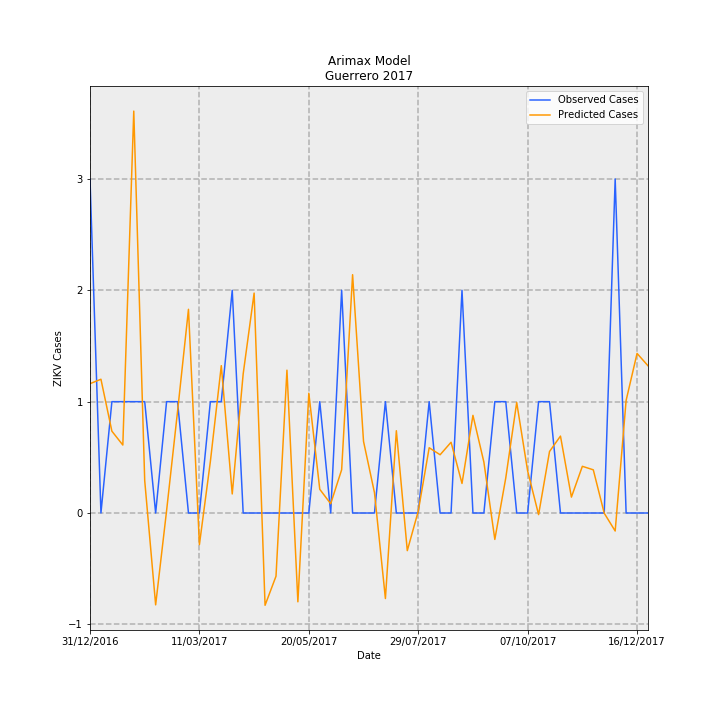 Arimax Model
Guerrero 2017
Observed Cases
Predicted Cases
ZIKV Cases
3
2
1
0
−1
31/12/2016
11/03/2017
20/05/2017
29/07/2017
07/10/2017
16/12/2017
Date